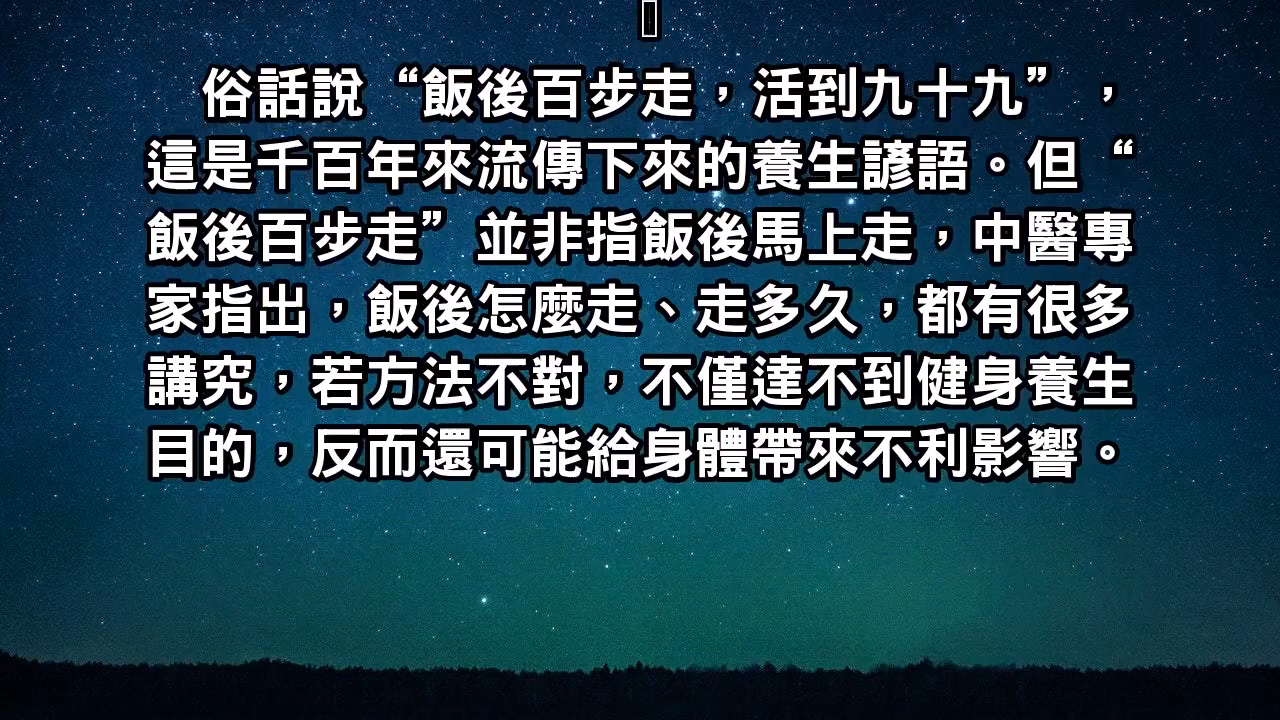 俗話說“飯後百步走，活到九十九”，
這是千百年來流傳下來的養生諺語。但“
飯後百步走”並非指飯後馬上走，中醫專
家指出，飯後怎麼走、走多久，都有很多
講究，若方法不對，不僅達不到健身養生
目的，反而還可能給身體帶來不利影響。